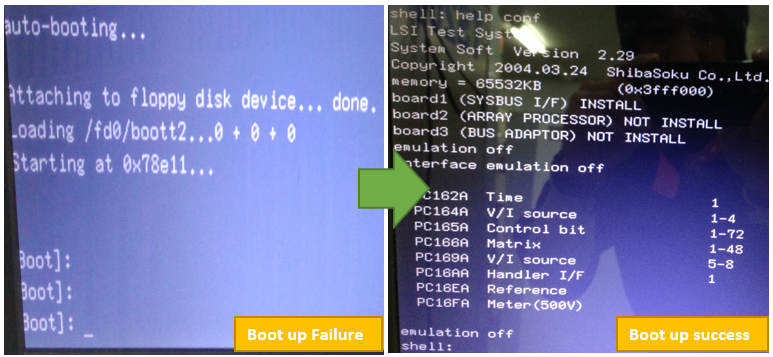 auto-booting...
Attaching to floppy disk device... done.
Loading /fd0/boott2...0 + 0 + 0
Starting at 0x78e11...
Boot]:
Boot]:
Boot]: _
Boot up Failure
shell: help conf
LSI Test System
System Soft Version 2.29
Copyright 2004.03.24 ShibaSoku Co.,Ltd.
memory = 65532KB (0x3fff000)
board1 (SYSBUS I/F) INSTALL
board2 (ARRAY PROCESSOR) NOT INSTALL
board3 (BUS ADAPTOR) NOT INSTALL
emulation off
interface emulation off
PC162A Time 1
PC164A V/I source 1-4
PC165A Control bit 1-72
PC166A Matrix 1-48
PC169A V/I source 5-8
PC16AA Handler I/F 1
PC16EA Reference
PC16FA Meter(500V)
emulation off
shell:
Boot up success